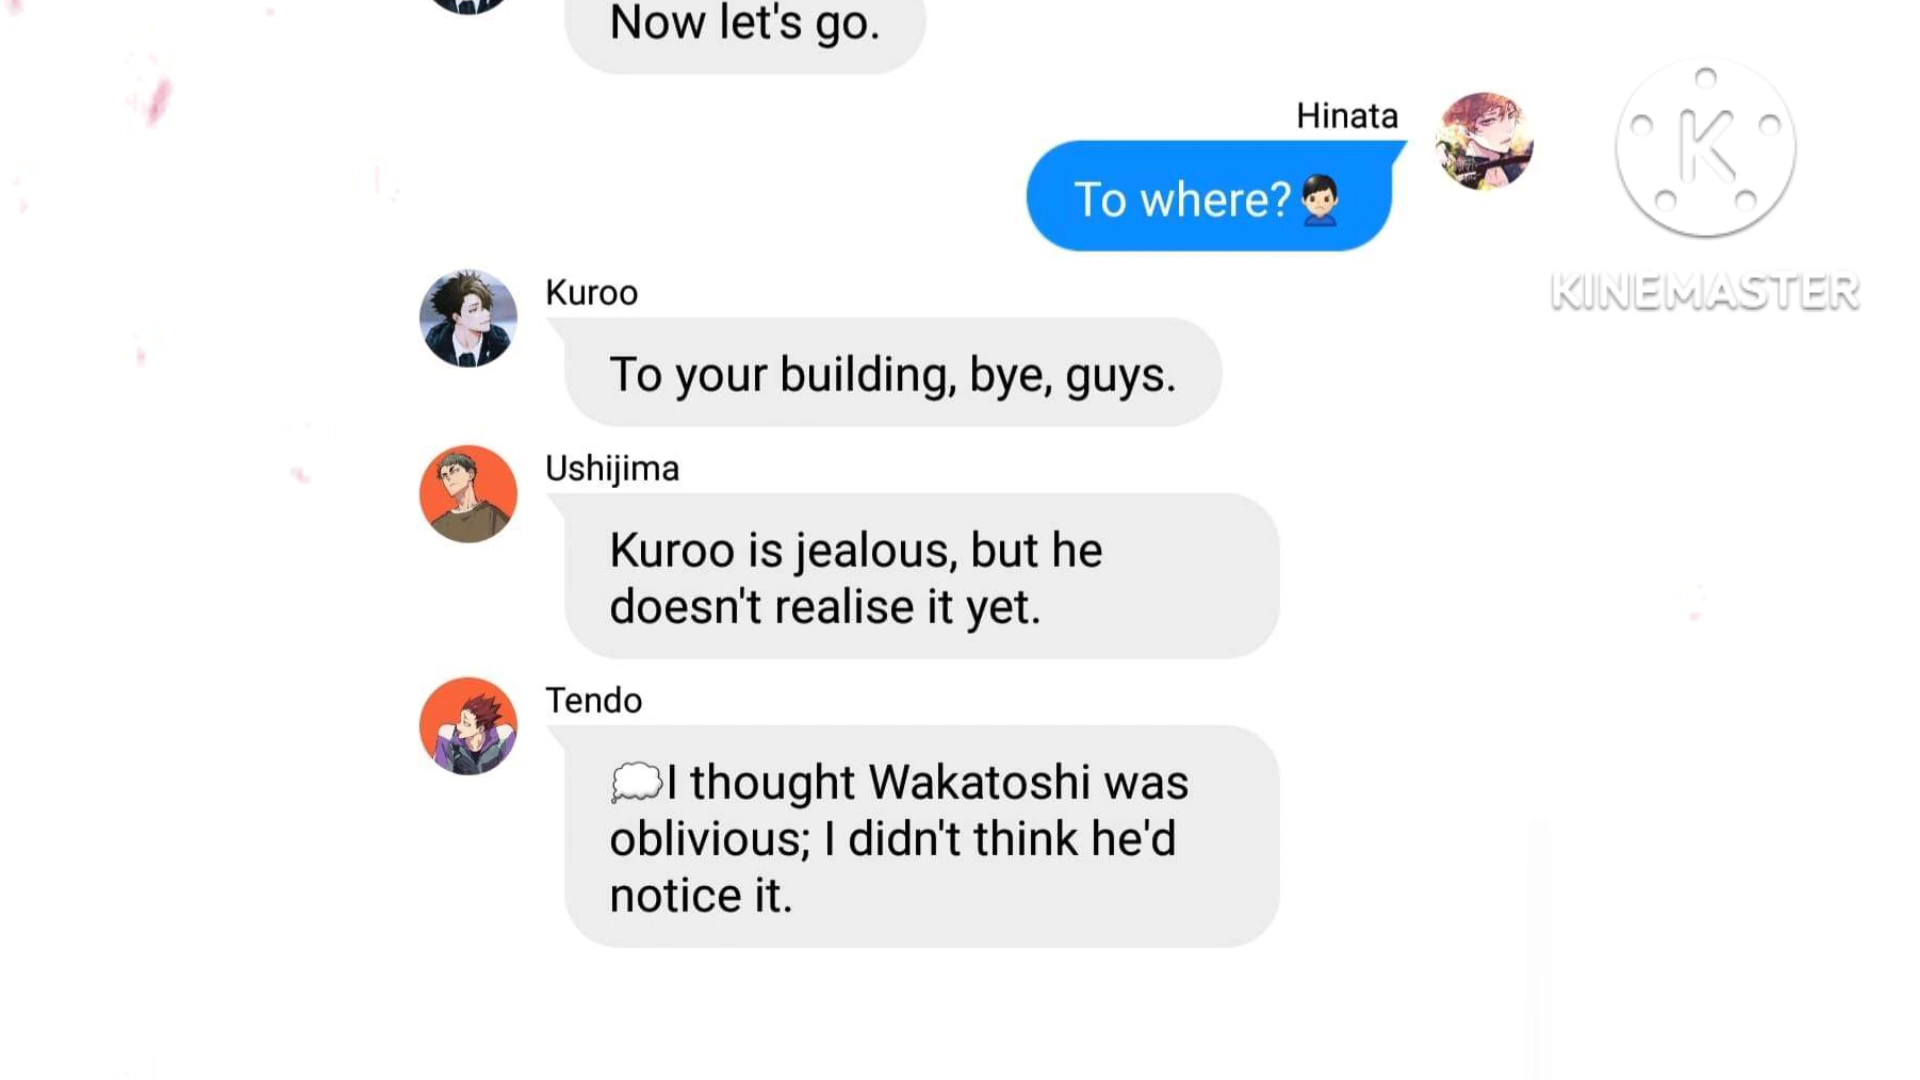 Now let's go.
Hinata
To where?🙎🏻‍♂️
Kuroo
To your building, bye, guys.
Ushijima
Kuroo is jealous, but he
doesn't realise it yet.
Tendo
💭I thought Wakatoshi was
oblivious; I didn't think he'd
notice it.
K
KINEMASTER